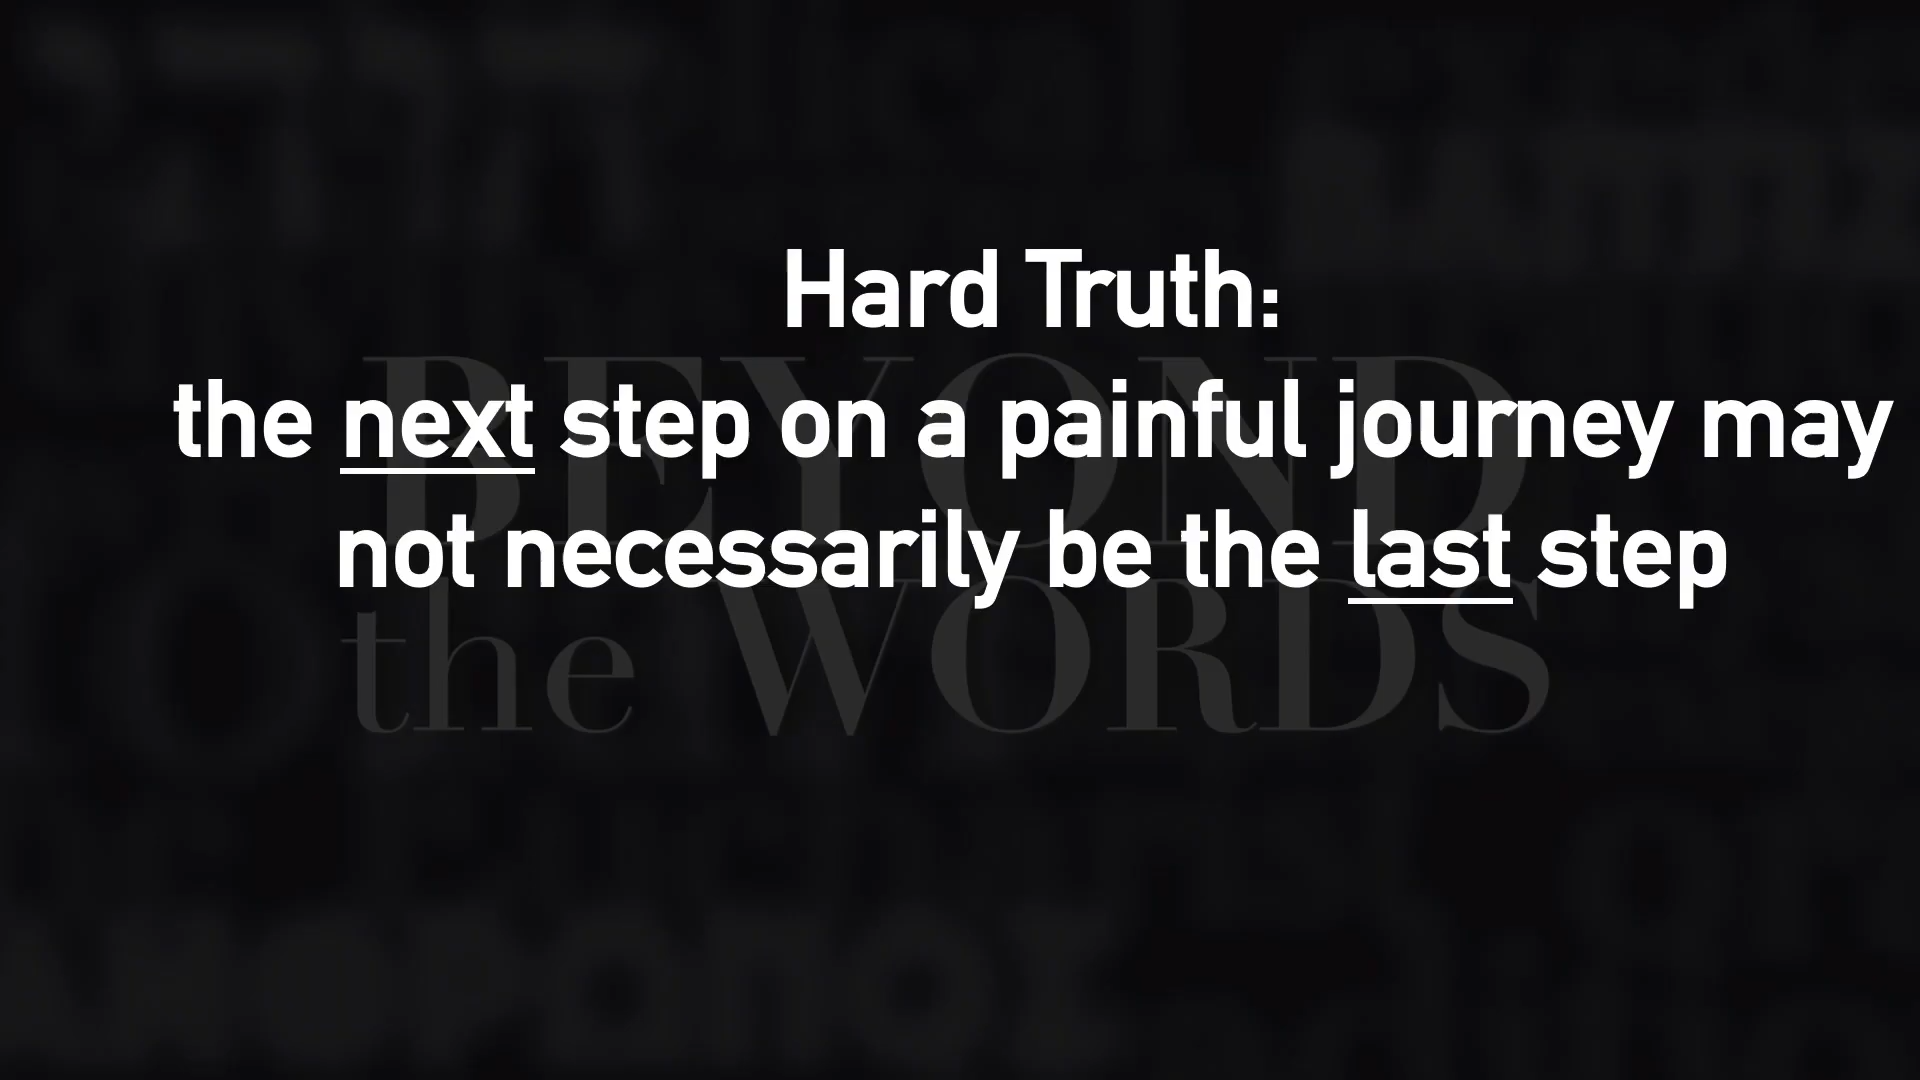 Hard Truth:
the next step on a painful journey may
not necessarily be the last step
BEYOND
the WORDS